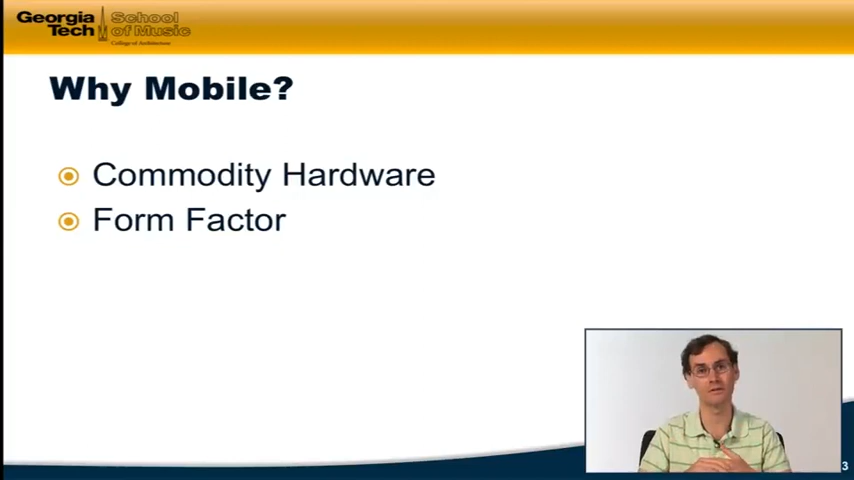 Georgia Tech
School of Music
College of Architecture
Why Mobile?
Commodity Hardware
Form Factor
3